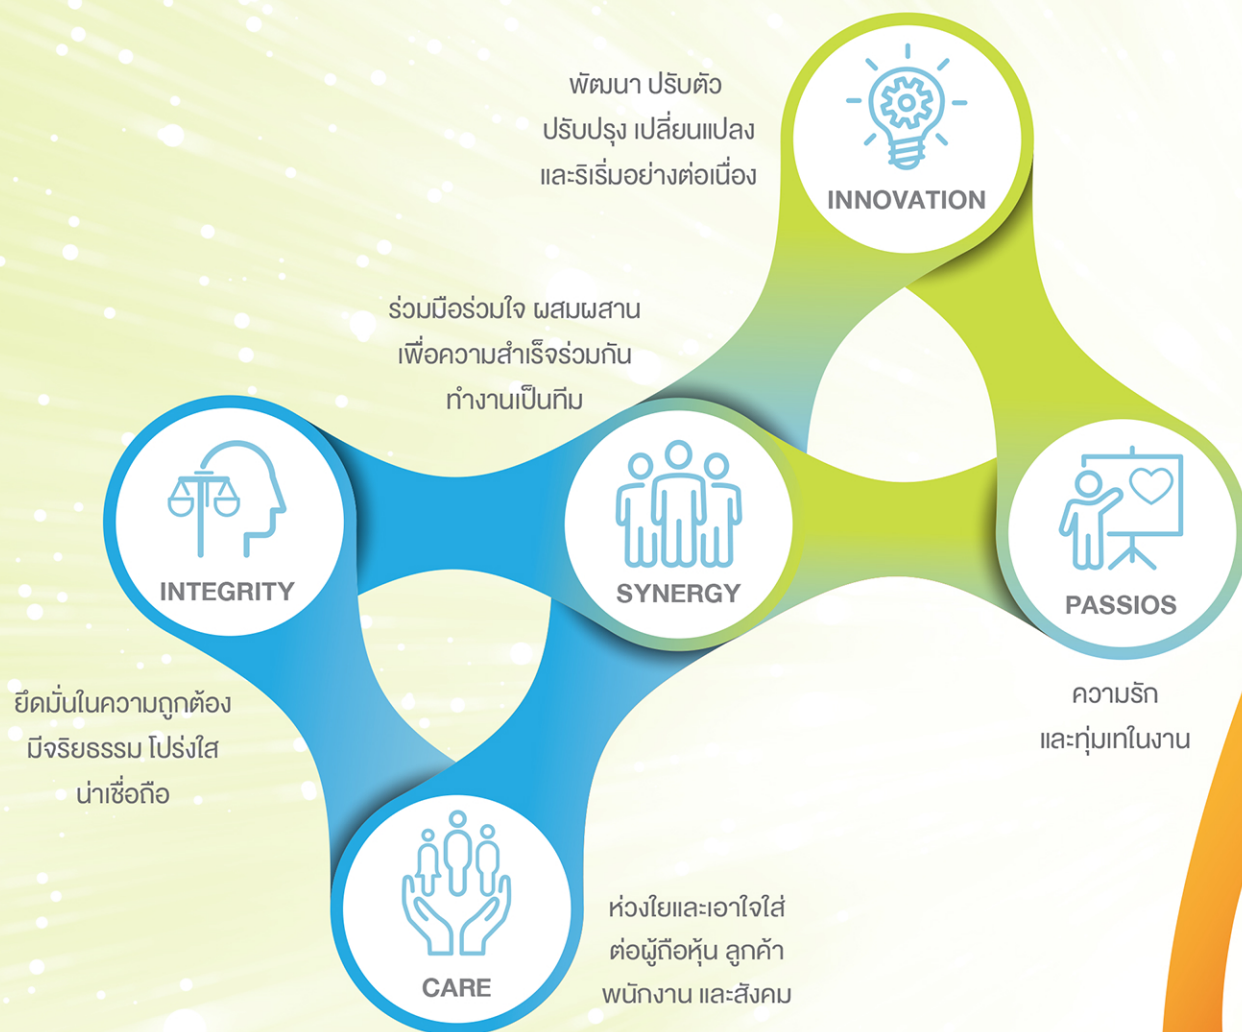 พัฒนา ปรับตัว
ปรับปรุง เปลี่ยนแปลง
และริเริ่มอย่างต่อเนื่อง
INNOVATION
ร่วมมือร่วมใจ ผสมผสาน
เพื่อความสำเร็จร่วมกัน
ทำงานเป็นทีม
INTEGRITY
SYNERGY
PASSIOS
ยึดมั่นในความถูกต้อง
มีจริยธรรม โปร่งใส
น่าเชื่อถือ
ความรัก
และทุ่มเทในงาน
CARE
ห่วงใยและเอาใจใส่
ต่อผู้ถือหุ้น ลูกค้า
พนักงาน และสังคม